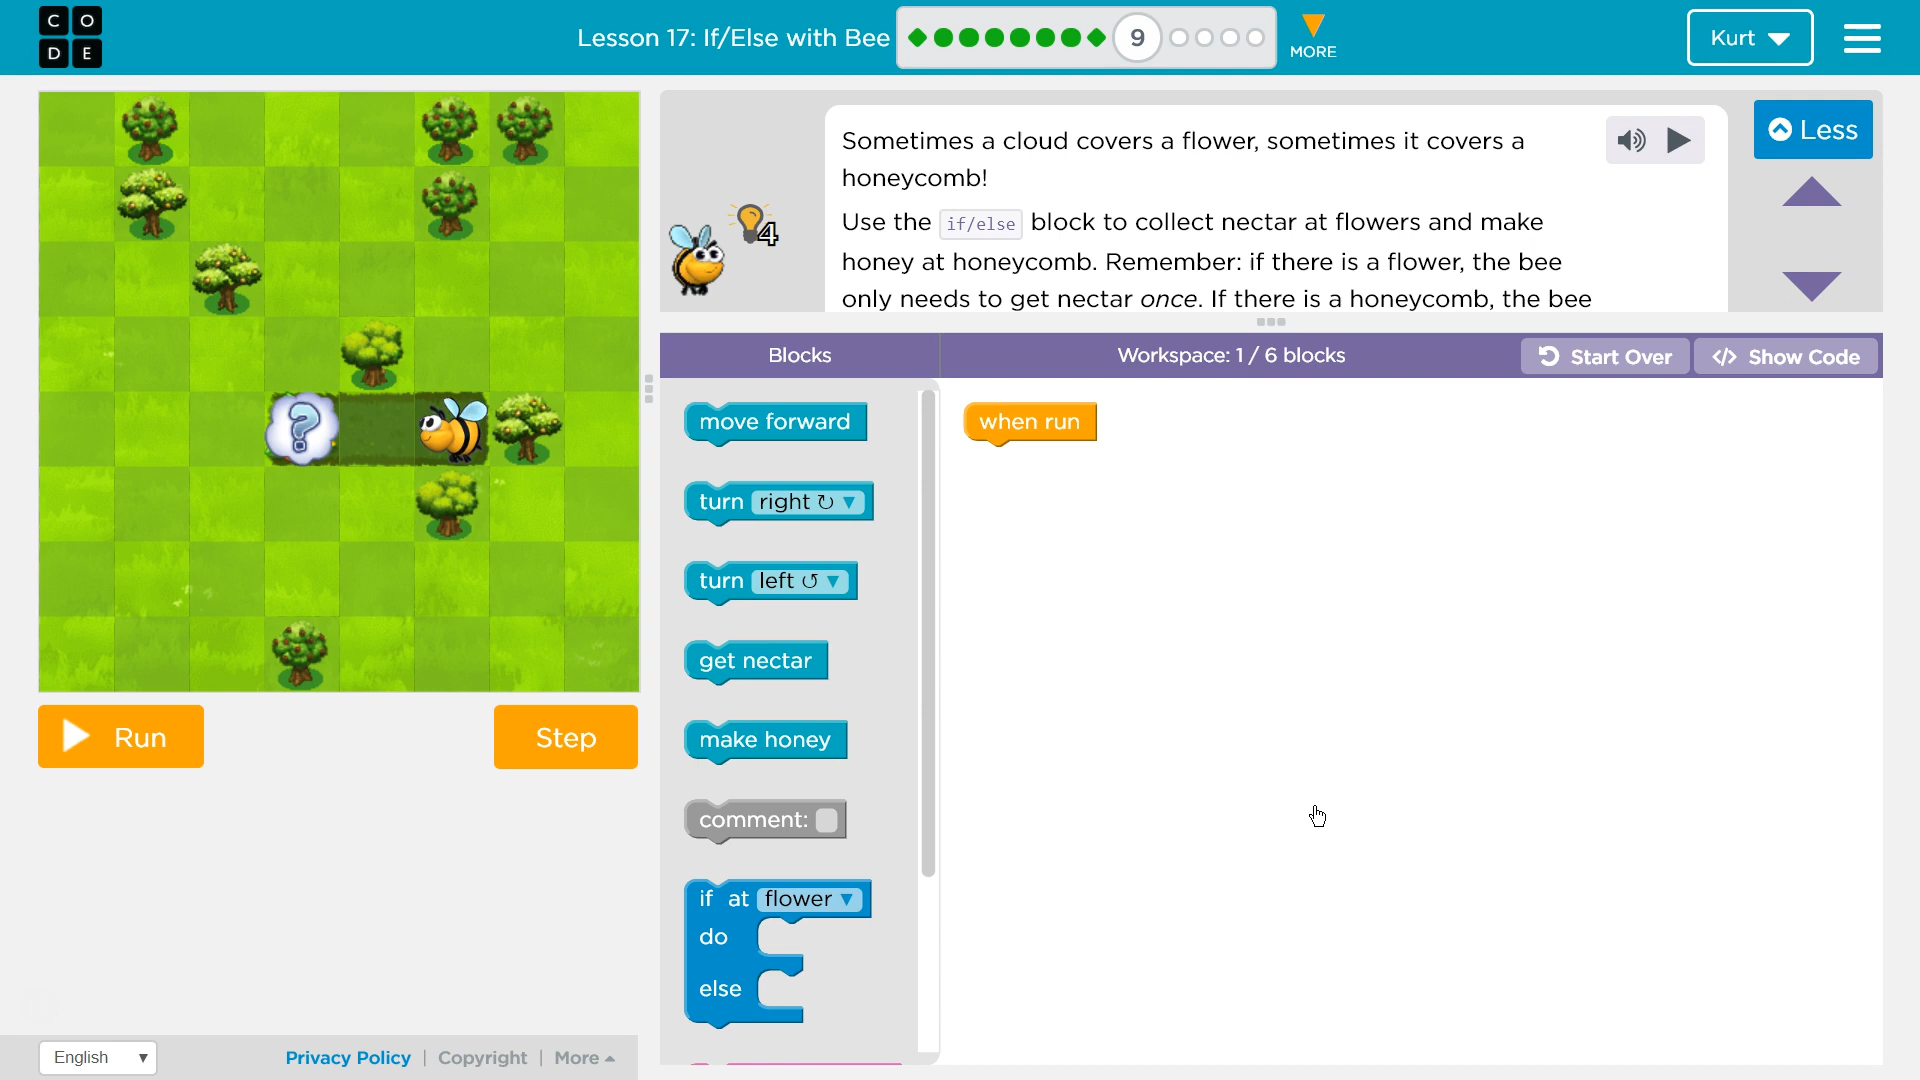 C O
D E
Lesson 17: If/Else with Bee
9
MORE
Kurt
Sometimes a cloud covers a flower, sometimes it covers a
honeycomb!
Use the if/else block to collect nectar at flowers and make
honey at honeycomb. Remember: if there is a flower, the bee
only needs to get nectar once. If there is a honeycomb, the bee
4
Less
Blocks
Workspace: 1 / 6 blocks
Start Over
</> Show Code
move forward
turn right ↻ ▼
turn left ↺ ▼
get nectar
make honey
comment:
if at flower ▼
do
else
when run
?
Run
Step
English ▼
Privacy Policy | Copyright | More